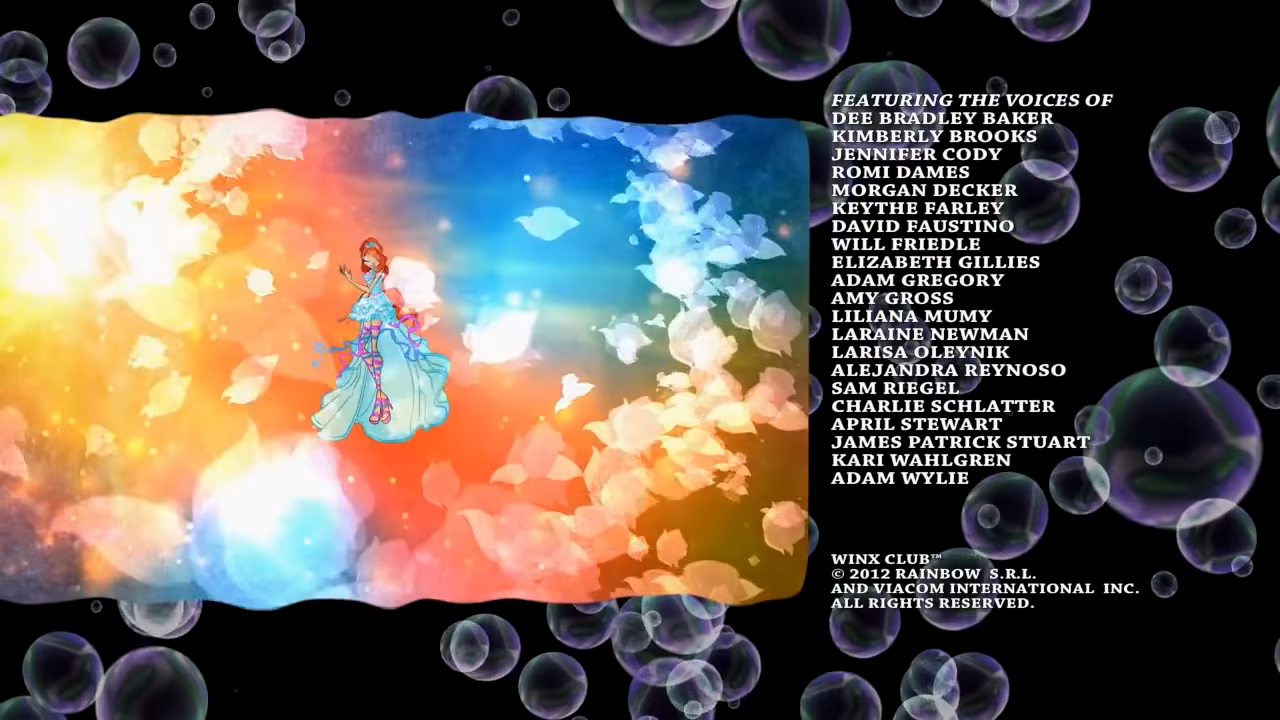 FEATURING THE VOICES OF
DEE BRADLEY BAKER
KIMBERLY BROOKS
JENNIFER CODY
ROMI DAMES
MORGAN DECKER
KEYTHE FARLEY
DAVID FAUSTINO
WILL FRIEDLE
ELIZABETH GILLIES
ADAM GREGORY
AMY GROSS
LILIANA MUMY
LARAINE NEWMAN
LARISA OLEYNIK
ALEJANDRA REYNOSO
SAM RIEGEL
CHARLIE SCHLATTER
APRIL STEWART
JAMES PATRICK STUART
KARI WAHLGREN
ADAM WYLIE
WINX CLUB™
© 2012 RAINBOW S.R.L.
AND VIACOM INTERNATIONAL INC.
ALL RIGHTS RESERVED.